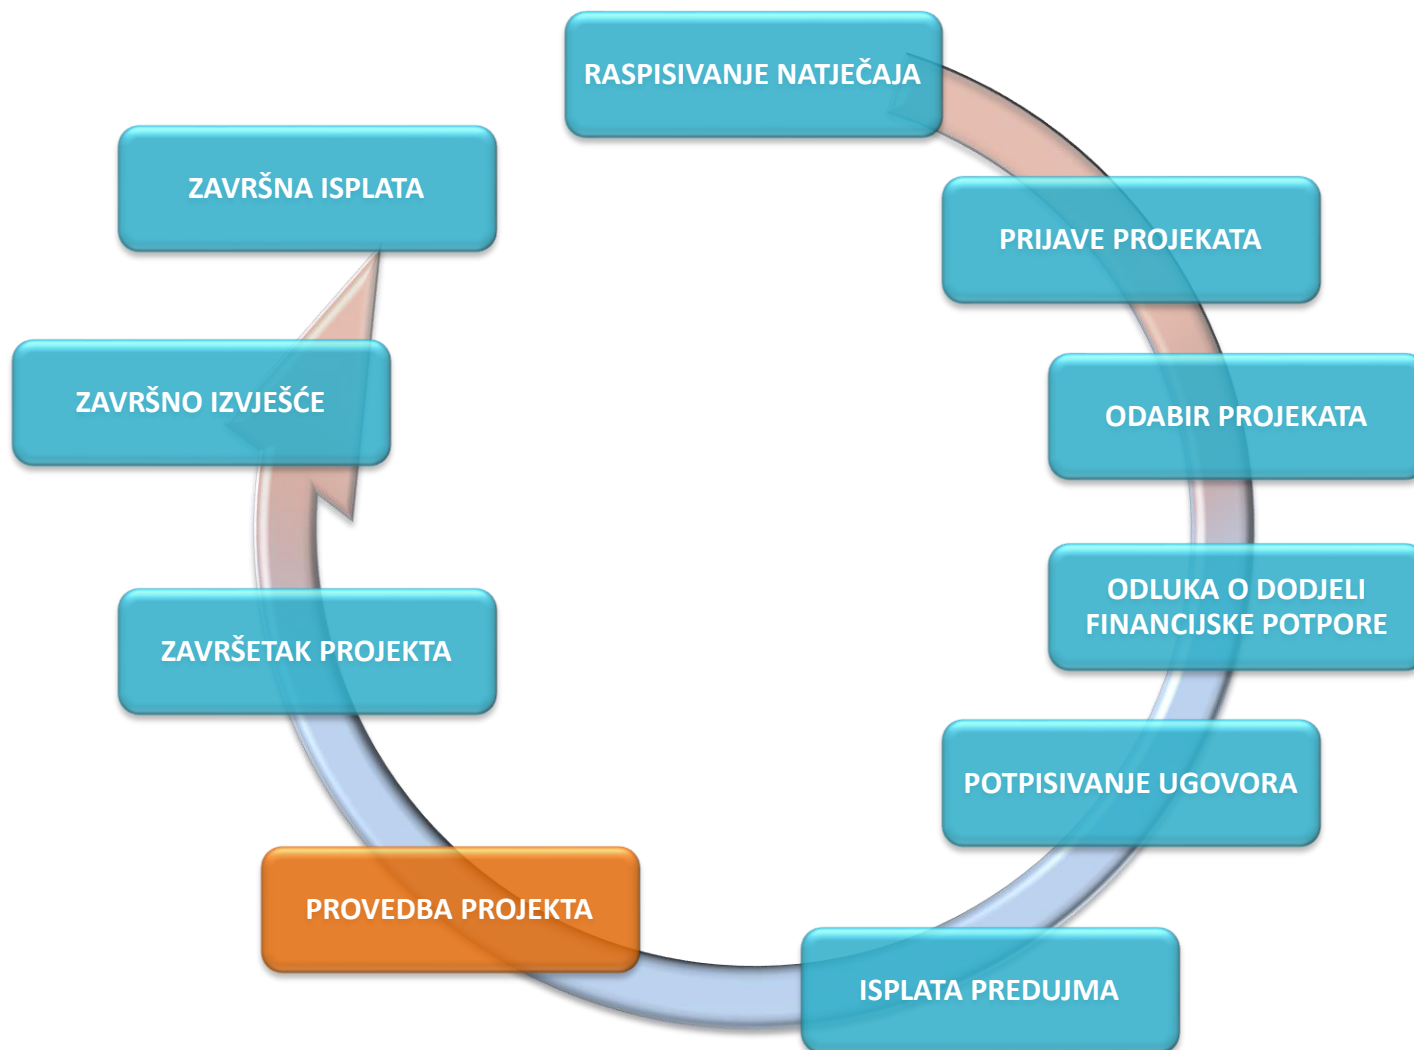 RASPISIVANJE NATJEČAJA
PRIJAVE PROJEKATA
ODABIR PROJEKATA
ODLUKA O DODJELI
FINANCIJSKE POTPORE
POTPISIVANJE UGOVORA
ISPLATA PREDUJMA
PROVEDBA PROJEKTA
ZAVRŠETAK PROJEKTA
ZAVRŠNO IZVJEŠĆE
ZAVRŠNA ISPLATA